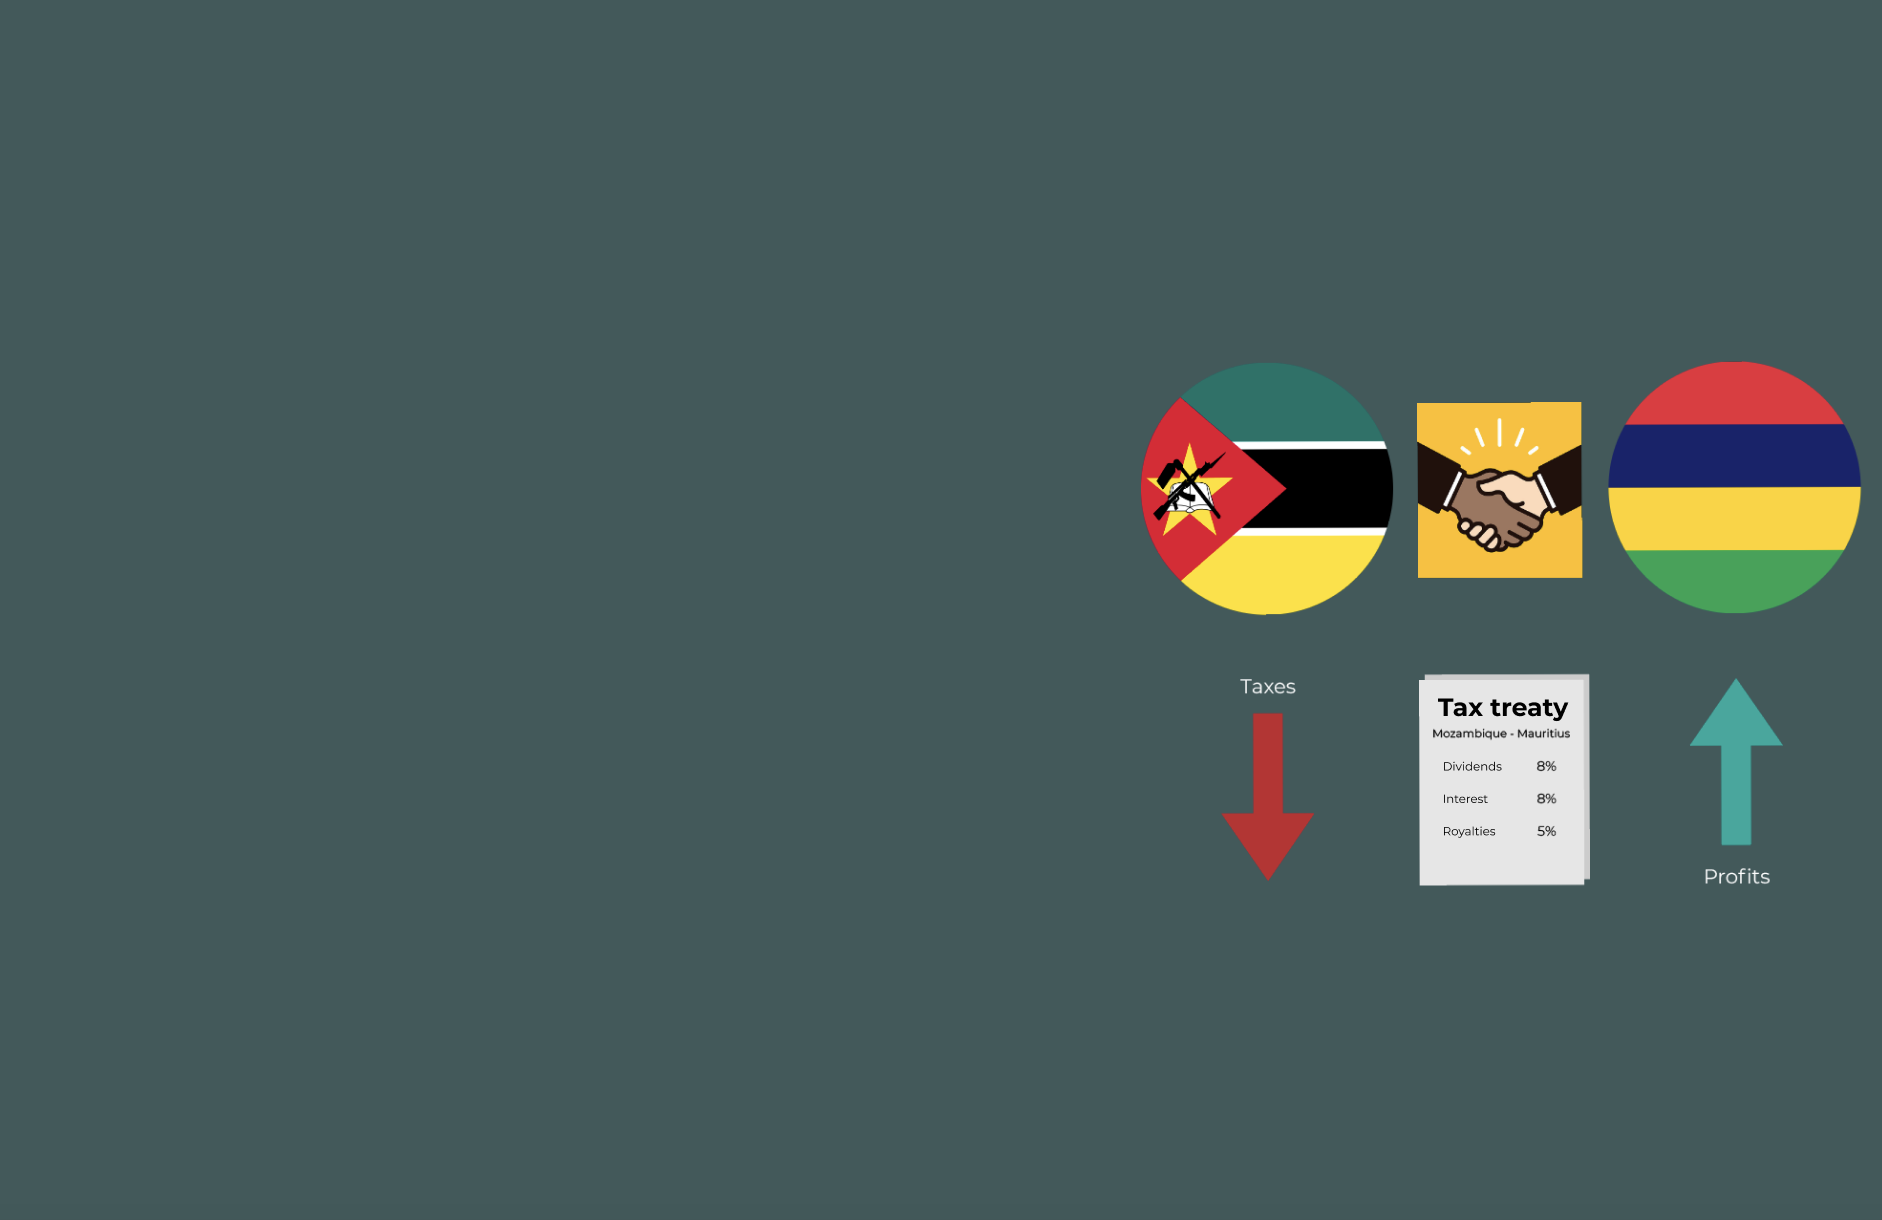 Taxes
Tax treaty
Mozambique - Mauritius
Dividends 8%
Interest 8%
Royalties 5%
Profits